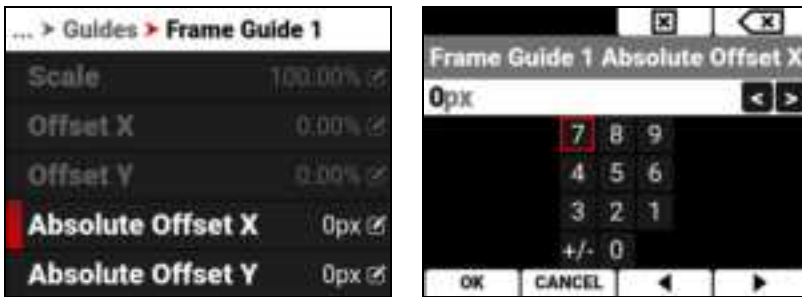 ... > Guides > Frame Guide 1
Scale 100.00%
Offset X 0.00%
Offset Y 0.00%
Absolute Offset X 0px
Absolute Offset Y 0px
Frame Guide 1 Absolute Offset X
0px < >
7 8 9
4 5 6
3 2 1
+/- 0
OK CANCEL